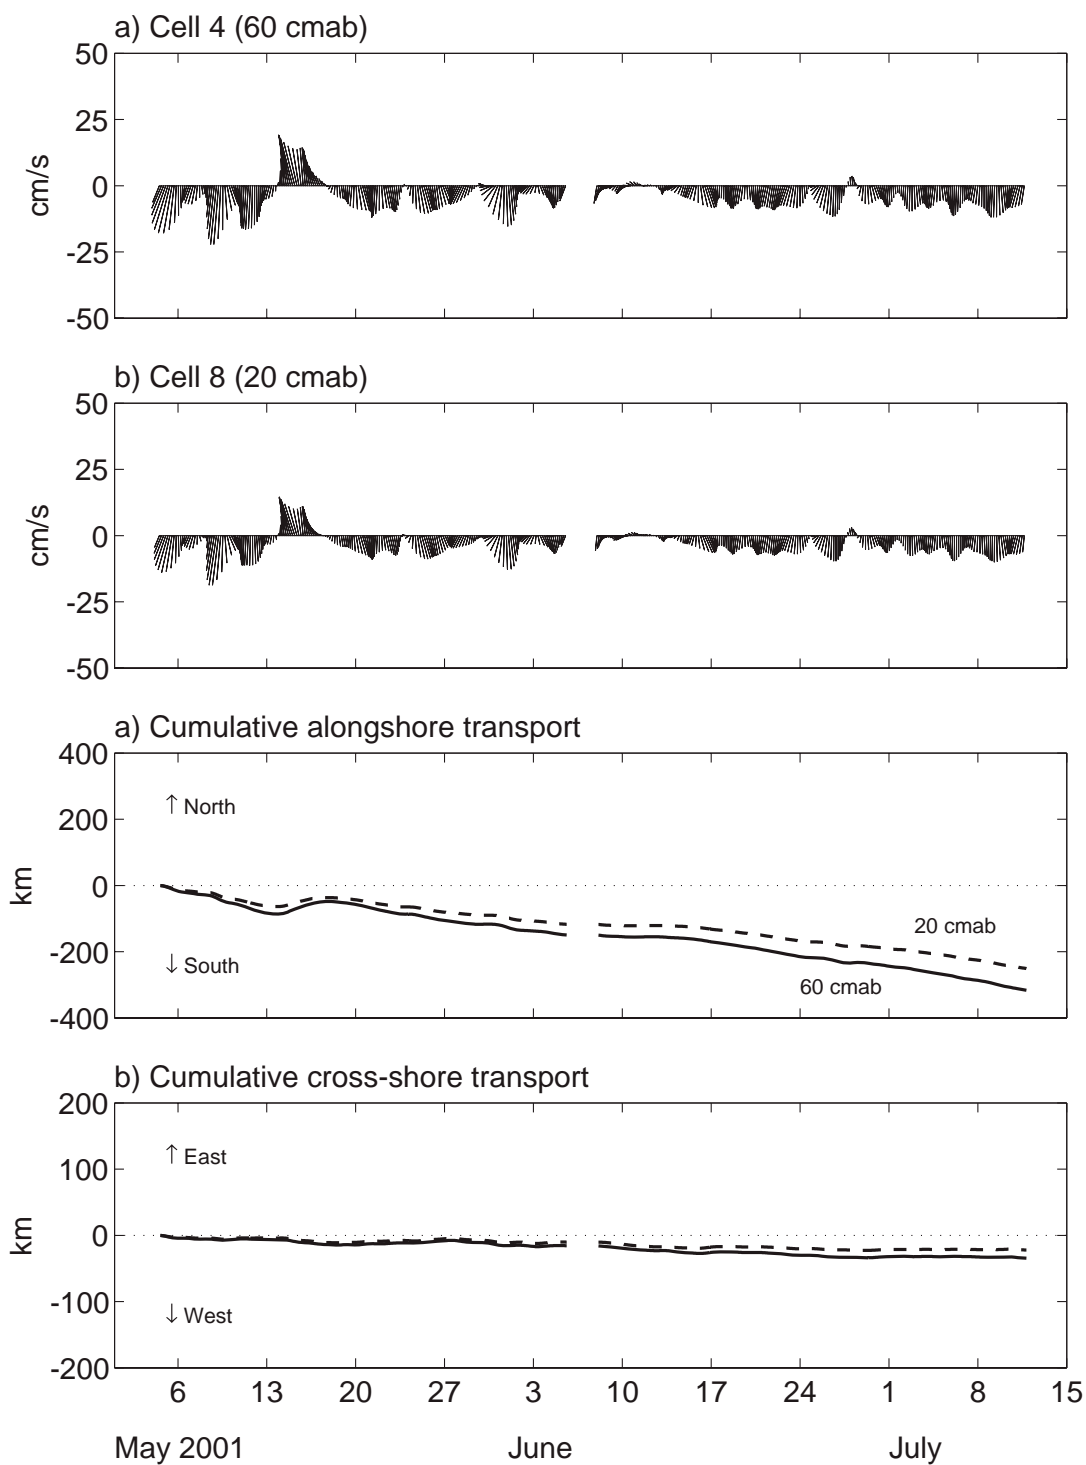 a) Cell 4 (60 cmab)
50
25
0
-25
-50
cm/s
b) Cell 8 (20 cmab)
50
25
0
-25
-50
cm/s
a) Cumulative alongshore transport
400
200
0
-200
-400
km
↑ North
↓ South
20 cmab
60 cmab
b) Cumulative cross-shore transport
200
100
0
-100
-200
km
↑ East
↓ West
6 13 20 27 3 10 17 24 1 8 15
May 2001 June July